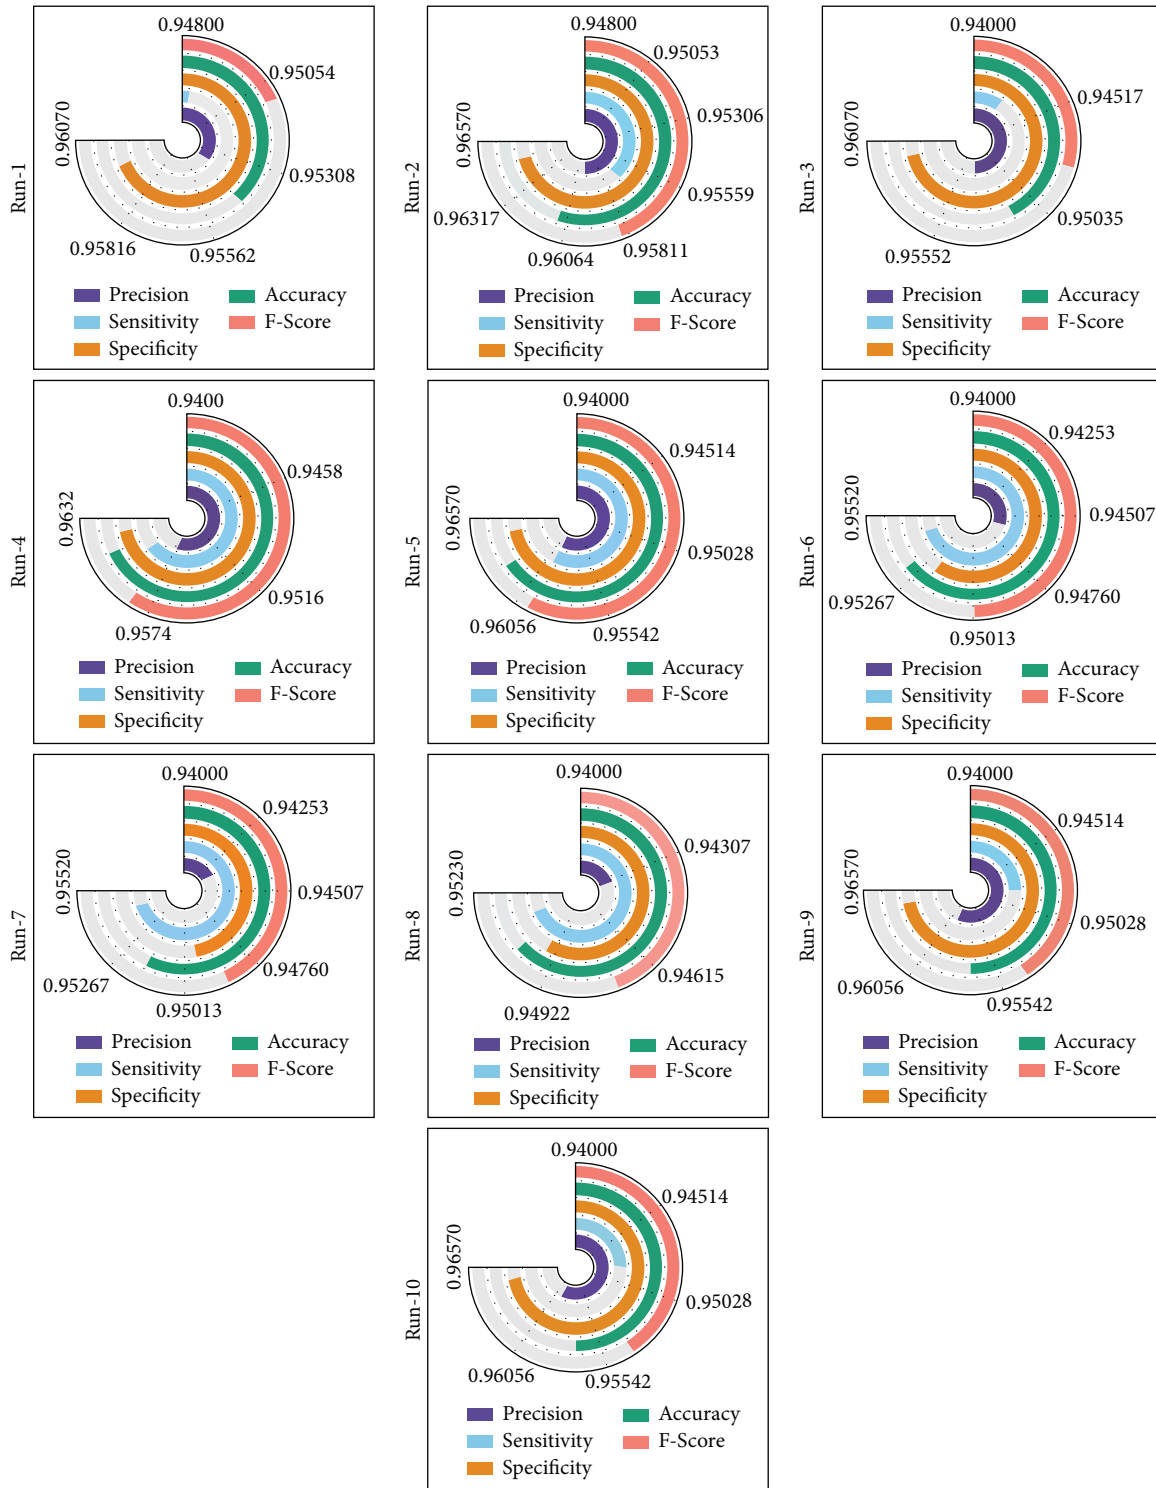 Run-1
0.94800
0.95054
0.95308
0.95562
0.95816
0.96070
Precision
Accuracy
Sensitivity
F-Score
Specificity
Run-2
0.94800
0.95053
0.95306
0.95559
0.95811
0.96064
0.96317
0.96570
Precision
Accuracy
Sensitivity
F-Score
Specificity
Run-3
0.94000
0.94517
0.95035
0.95552
0.96070
Precision
Accuracy
Sensitivity
F-Score
Specificity
Run-4
0.9400
0.9458
0.9516
0.9574
0.9632
Precision
Accuracy
Sensitivity
F-Score
Specificity
0.94000
0.94514
0.95028
0.95542
0.96056
0.96570
Run-5
Precision
Accuracy
Sensitivity
F-Score
Specificity
Run-6
0.94000
0.94253
0.94507
0.94760
0.95013
0.95267
0.95520
Precision
Accuracy
Sensitivity
F-Score
Specificity
Run-7
0.94000
0.94253
0.94507
0.94760
0.95013
0.95267
0.95520
Precision
Accuracy
Sensitivity
F-Score
Specificity
Run-8
0.94000
0.94307
0.94615
0.94922
0.95230
Precision
Accuracy
Sensitivity
F-Score
Specificity
Run-9
0.94000
0.94514
0.95028
0.95542
0.96056
0.96570
Precision
Accuracy
Sensitivity
F-Score
Specificity
Run-10
0.94000
0.94514
0.95028
0.95542
0.96056
0.96570
Precision
Accuracy
Sensitivity
F-Score
Specificity